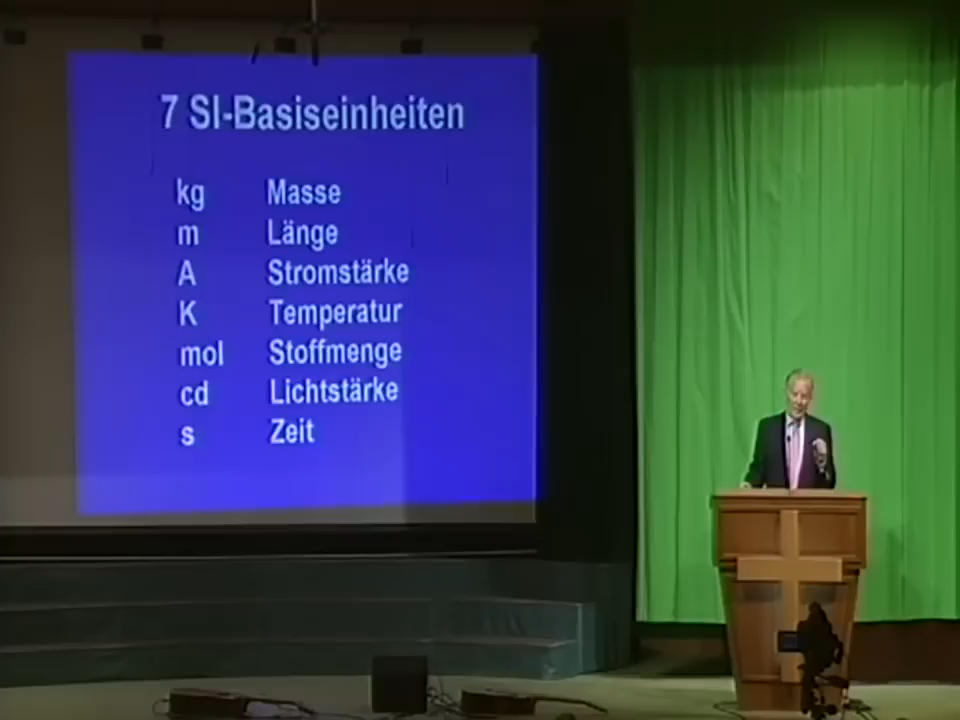 7 SI-Basiseinheiten
kg Masse
m Länge
A Stromstärke
K Temperatur
mol Stoffmenge
cd Lichtstärke
s Zeit